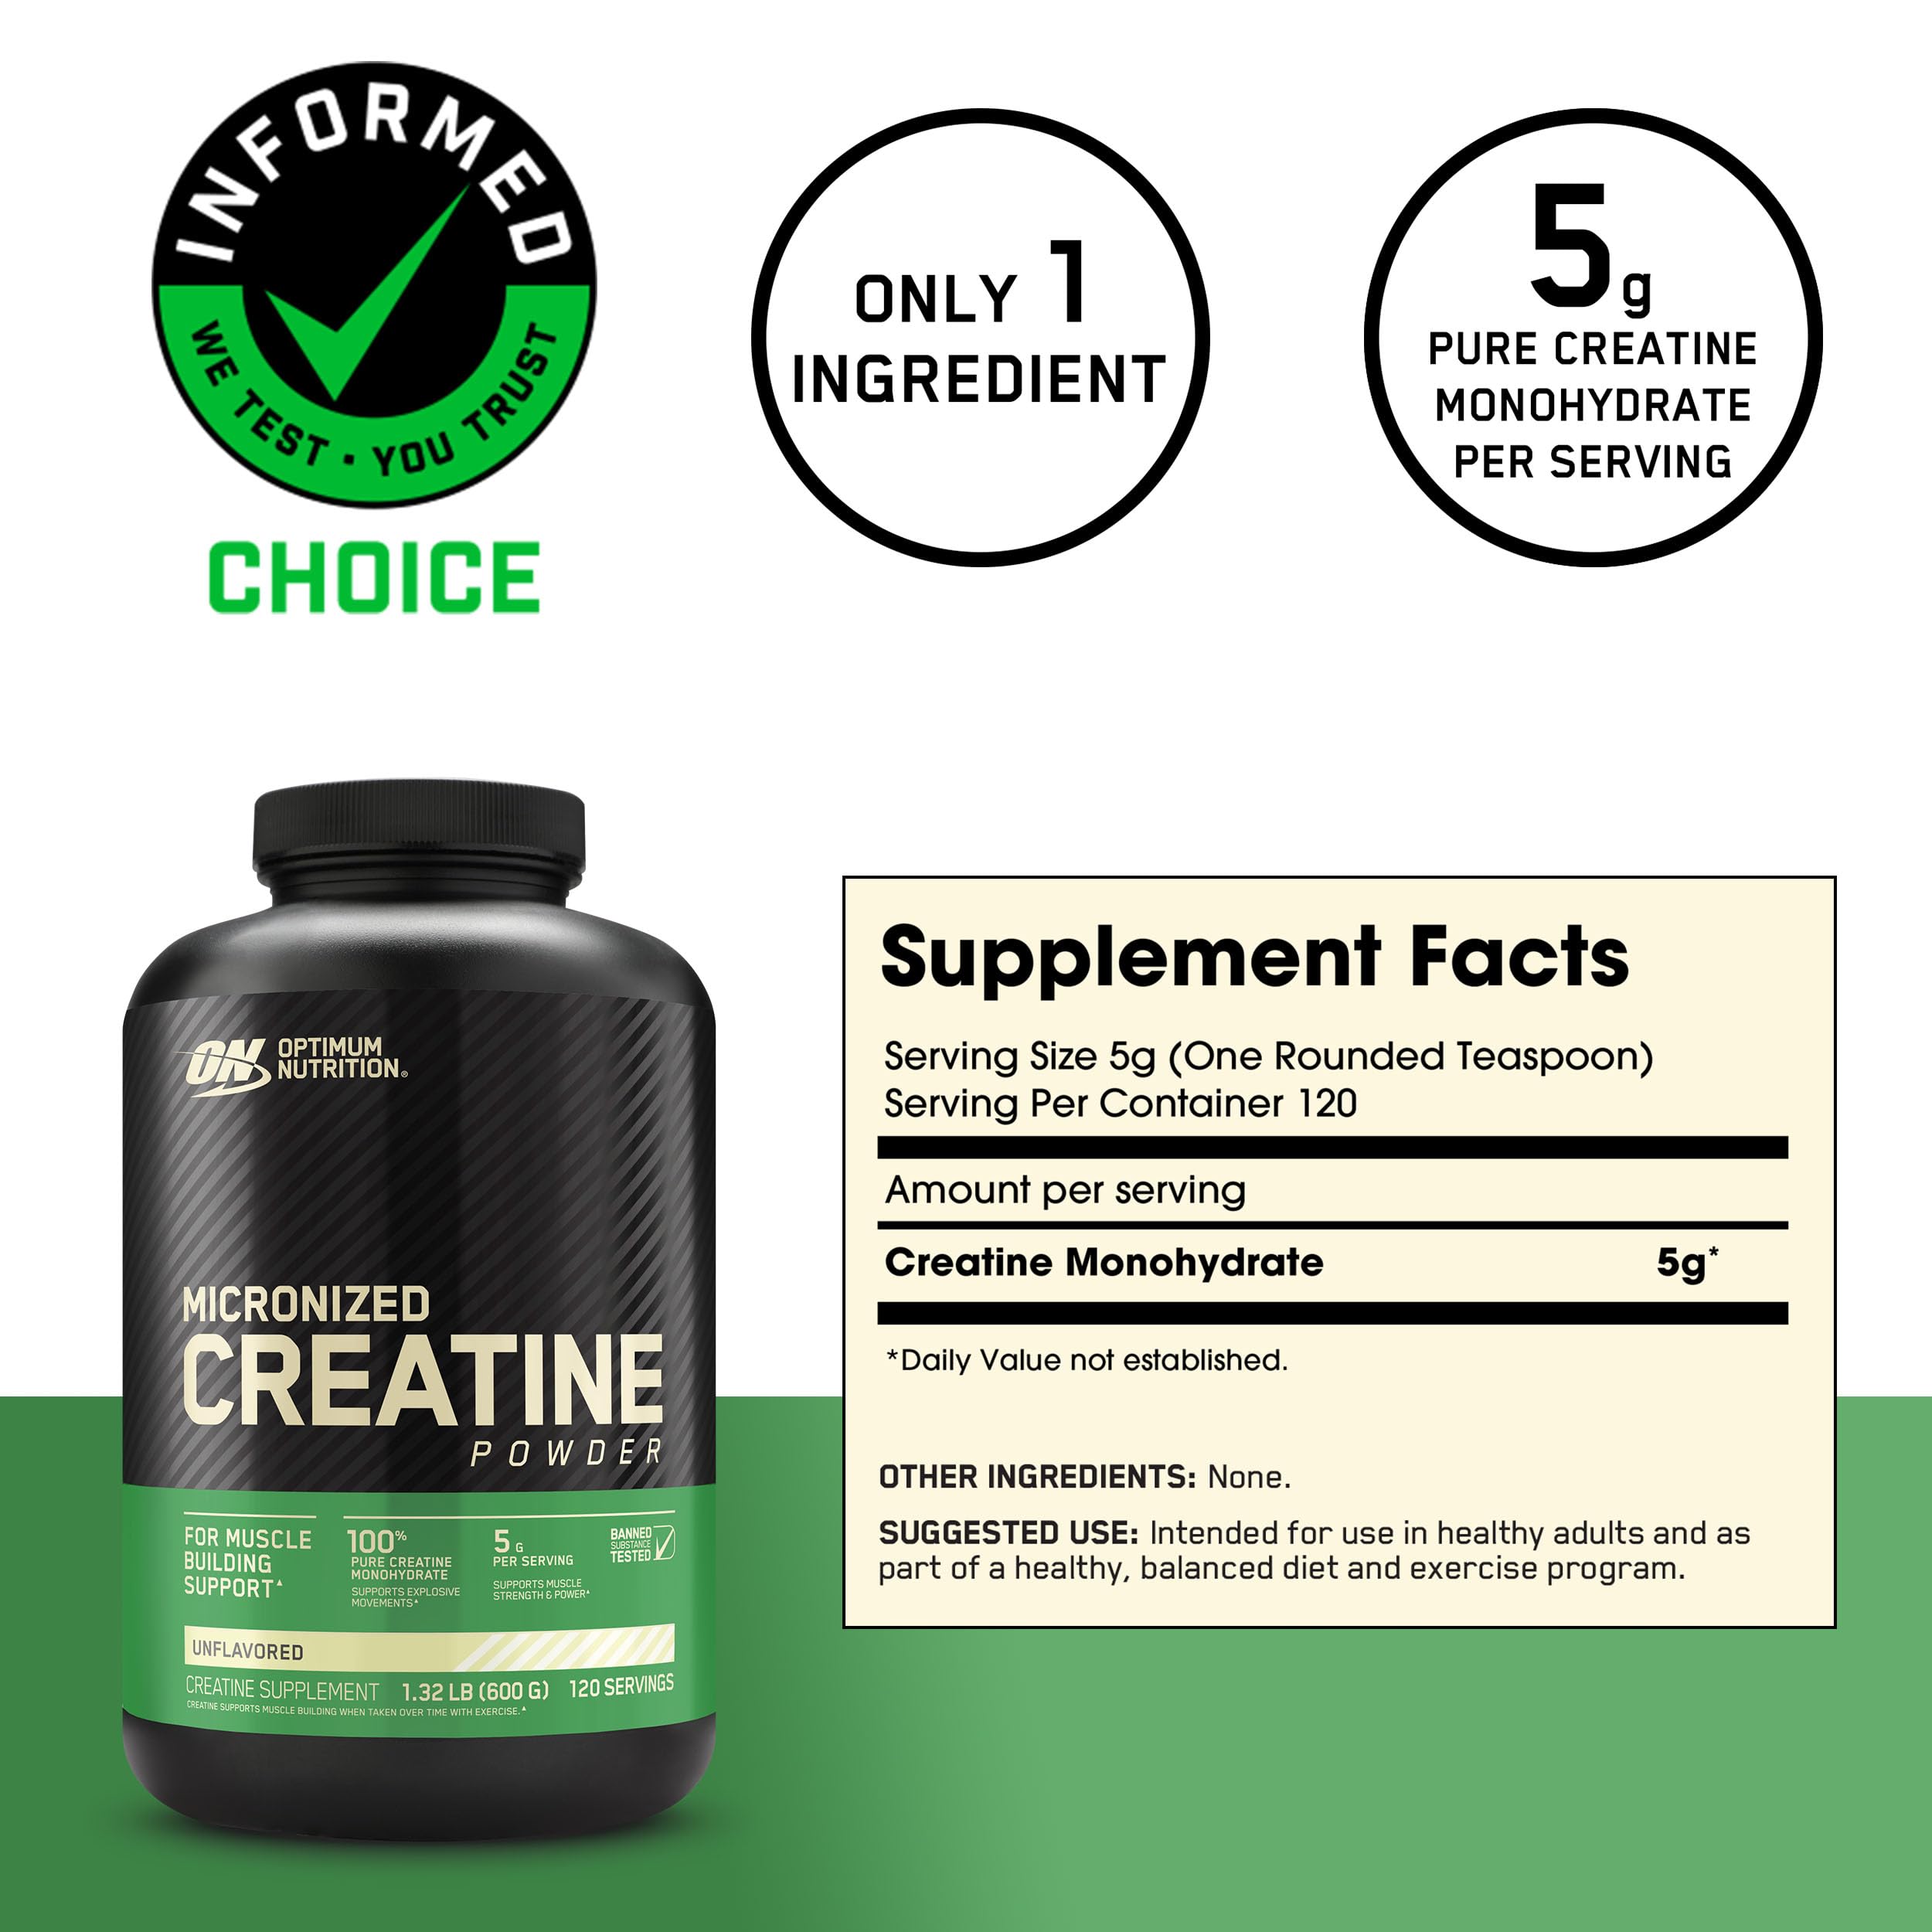 INFORMED
WE TEST · YOU TRUST
CHOICE
ONLY 1
INGREDIENT
5g
PURE CREATINE
MONOHYDRATE
PER SERVING
ON OPTIMUM
NUTRITION®
MICRONIZED
CREATINE
POWDER
FOR MUSCLE
BUILDING
SUPPORT▲
100%
PURE CREATINE
MONOHYDRATE
SUPPORTS EXPLOSIVE
MOVEMENTS▲
5 G
PER SERVING
SUPPORTS MUSCLE
STRENGTH & POWER▲
BANNED
SUBSTANCE
TESTED
UNFLAVORED
CREATINE SUPPLEMENT 1.32 LB (600 G) 120 SERVINGS
CREATINE SUPPORTS MUSCLE BUILDING WHEN TAKEN OVER TIME WITH EXERCISE.▲
Supplement Facts
Serving Size 5g (One Rounded Teaspoon)
Serving Per Container 120
Amount per serving
Creatine Monohydrate 5g*
*Daily Value not established.
OTHER INGREDIENTS: None.
SUGGESTED USE: Intended for use in healthy adults and as
part of a healthy, balanced diet and exercise program.